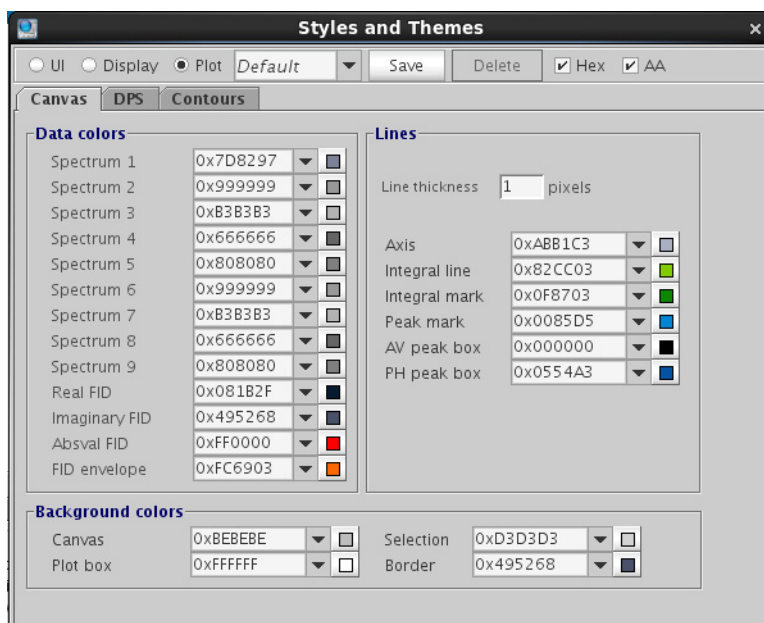 Styles and Themes
UI Display Plot Default Save Delete Hex AA
Canvas DPS Contours
Data colors
Spectrum 1 0x7D8297
Spectrum 2 0x999999
Spectrum 3 0xB3B3B3
Spectrum 4 0x666666
Spectrum 5 0x808080
Spectrum 6 0x999999
Spectrum 7 0xB3B3B3
Spectrum 8 0x666666
Spectrum 9 0x808080
Real FID 0x081B2F
Imaginary FID 0x495268
Absval FID 0xFF0000
FID envelope 0xFC6903
Lines
Line thickness 1 pixels
Axis 0xABB1C3
Integral line 0x82CC03
Integral mark 0x0F8703
Peak mark 0x0085D5
AV peak box 0x000000
PH peak box 0x0554A3
Background colors
Canvas 0xBEBEBE Selection 0xD3D3D3
Plot box 0xFFFFFF Border 0x495268